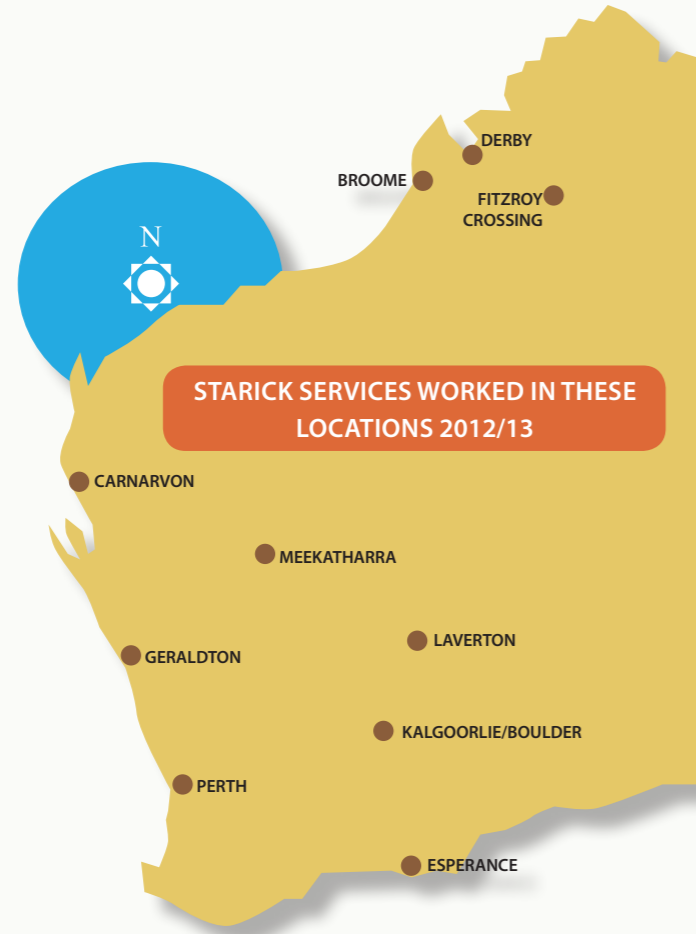 DERBY
BROOME
FITZROY
CROSSING
N
STARICK SERVICES WORKED IN THESE
LOCATIONS 2012/13
CARNARVON
MEEKATHARRA
LAVERTON
GERALDTON
KALGOORLIE/BOULDER
PERTH
ESPERANCE